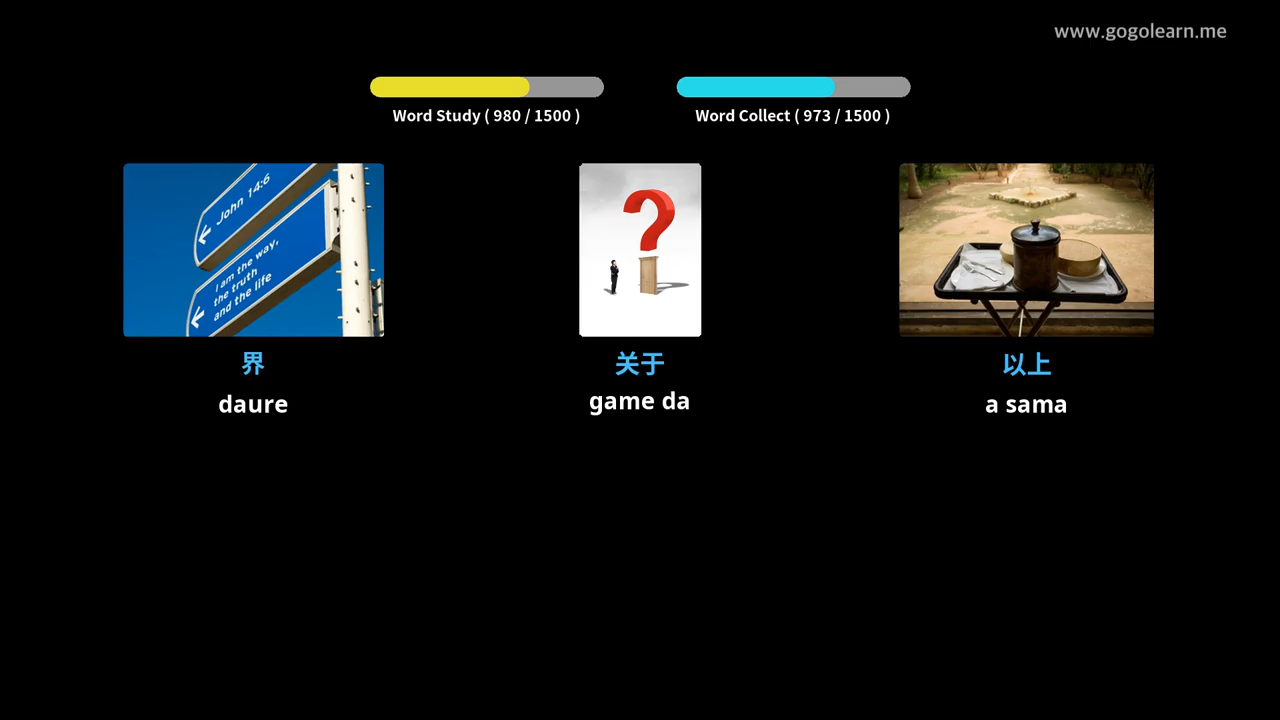 www.gogolearn.me
Word Study ( 980 / 1500 )
Word Collect ( 973 / 1500 )
John 14:6
I am the way,
the truth
and the life
?
界
关于
以上
daure
game da
a sama